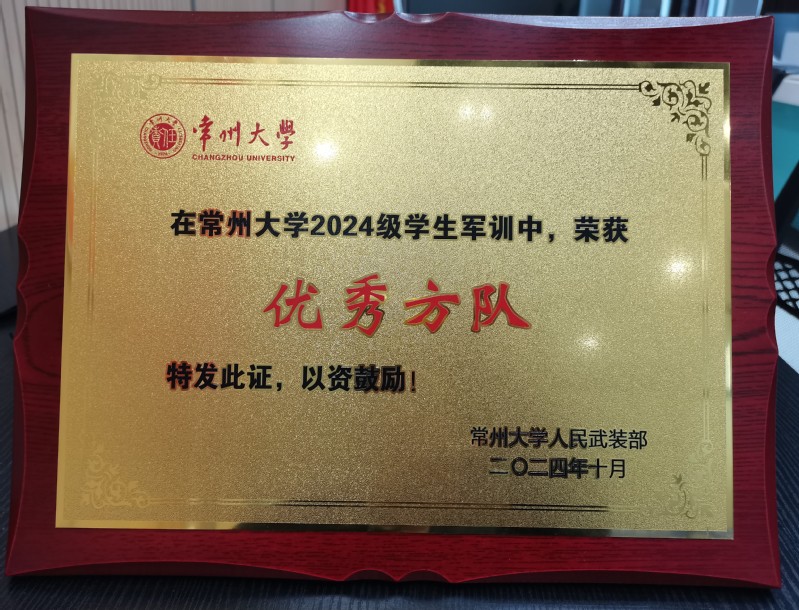 常州大學
CHANGZHOU UNIVERSITY
在常州大学2024级学生军训中，荣获
优秀方队
特发此证，以资鼓励！
常州大学人民武装部
二〇二四年十月